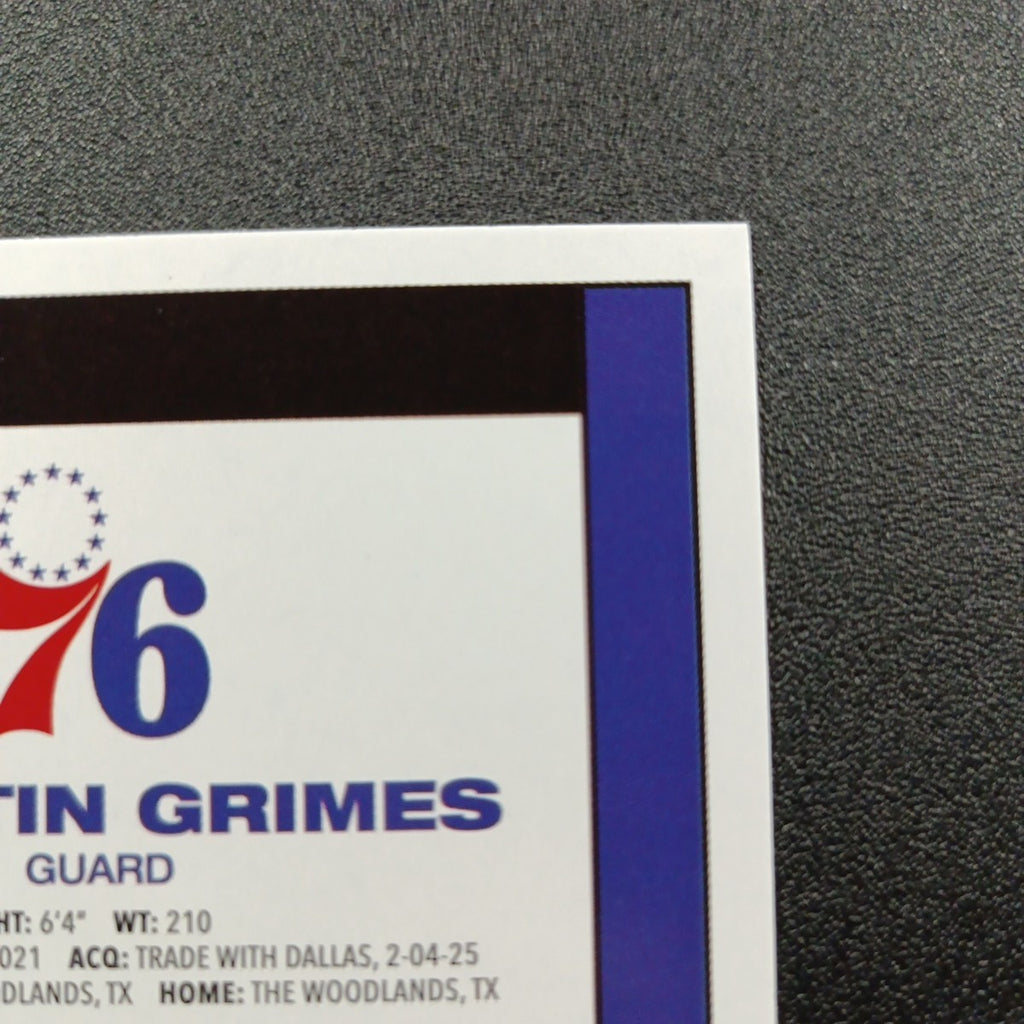 76
TIN GRIMES
GUARD
HT: 6'4" WT: 210
021 ACQ: TRADE WITH DALLAS, 2-04-25
DLANDS, TX HOME: THE WOODLANDS, TX